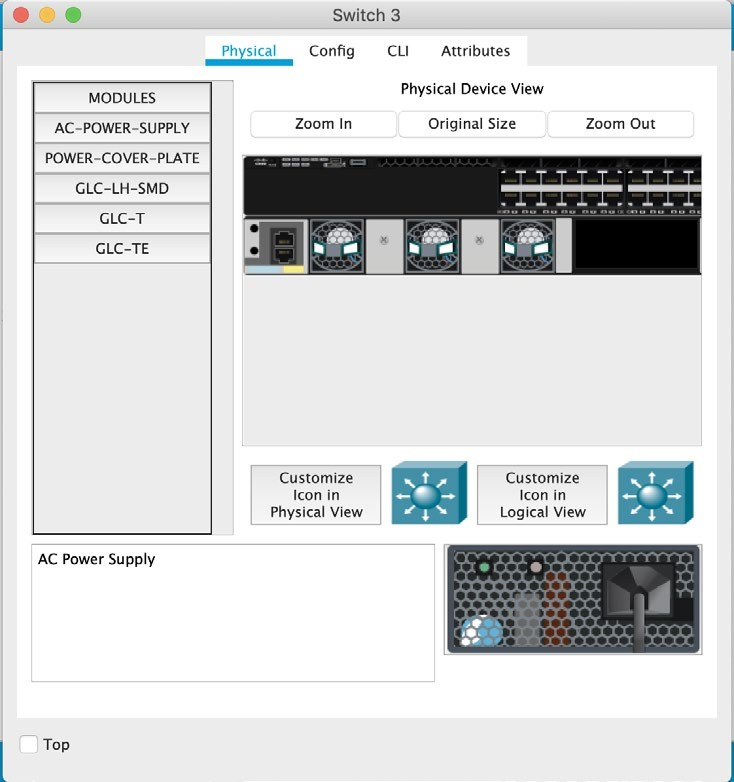 Switch 3
Physical
Config
CLI
Attributes
MODULES
AC-POWER-SUPPLY
POWER-COVER-PLATE
GLC-LH-SMD
GLC-T
GLC-TE
Physical Device View
Zoom In
Original Size
Zoom Out
Customize
Icon in
Physical View
Customize
Icon in
Logical View
AC Power Supply
Top